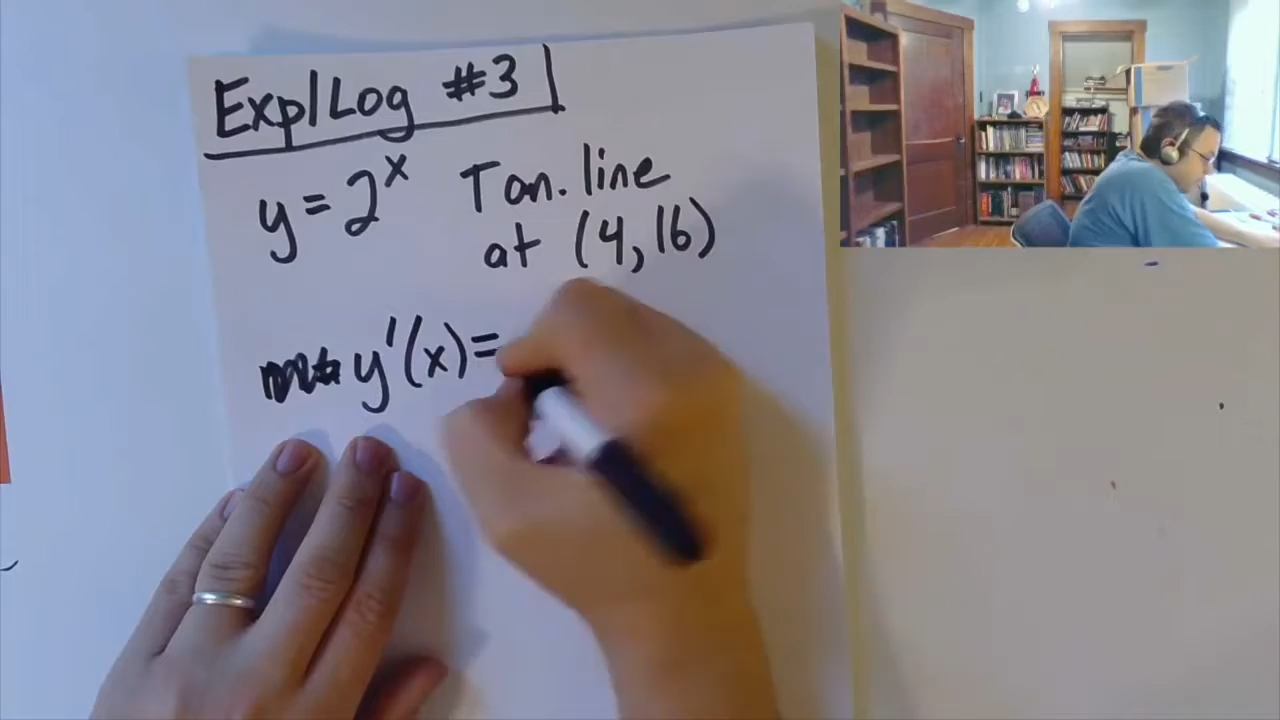 Exp/Log #3
y = 2^x Tan. line
at (4, 16)
y'(x) =